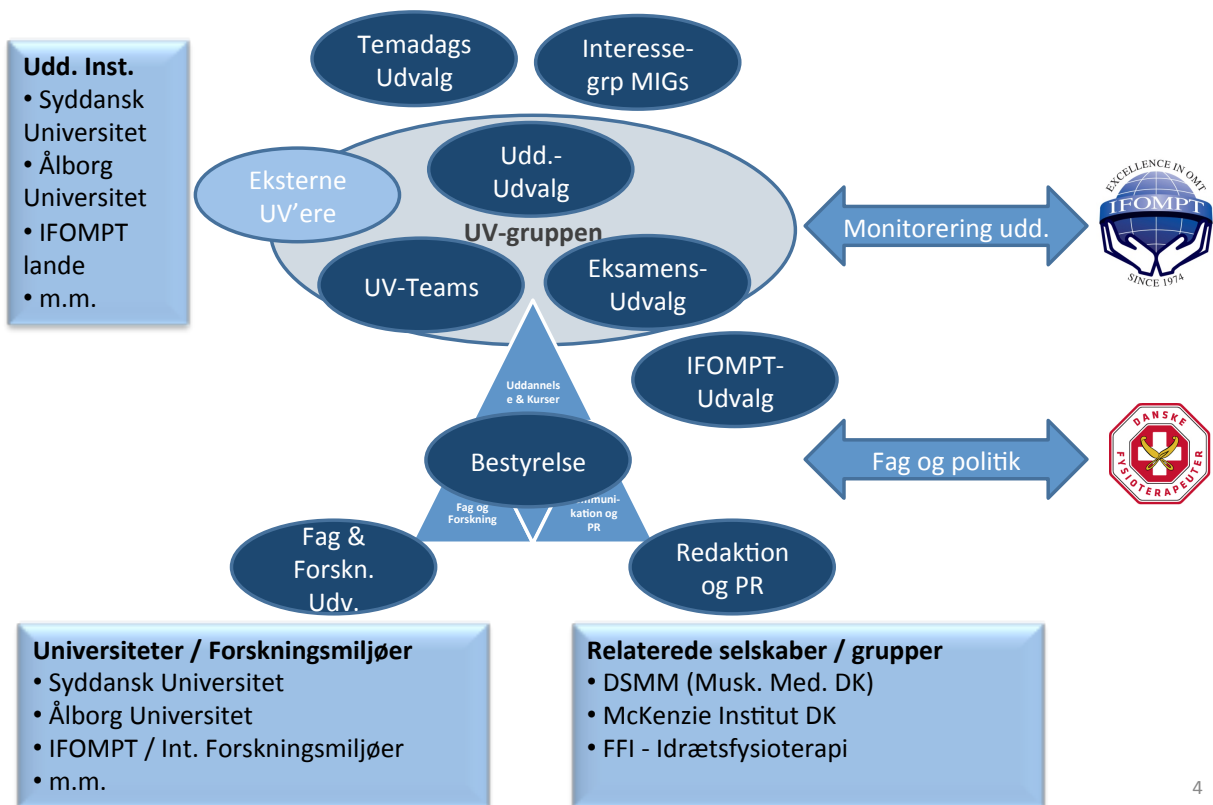 Temadags
Udvalg
Interesse-
grp MIGs
Udd. Inst.
• Syddansk
Universitet
• Ålborg
Universitet
• IFOMPT
lande
• m.m.
Eksterne
UV'ere
Udd.-
Udvalg
UV-gruppen
UV-Teams
Eksamens-
Udvalg
Monitorering udd.
EXCELLENCE IN OMT
IFOMPT
SINCE 1974
Uddannels
e & Kurser
IFOMPT-
Udvalg
Bestyrelse
Fag og
Forskning
kation og
PR
Fag og politik
DANSKE
FYSIOTERAPEUTER
Fag &
Forskn.
Udv.
Redaktion
og PR
Universiteter / Forskningsmiljøer
• Syddansk Universitet
• Ålborg Universitet
• IFOMPT / Int. Forskningsmiljøer
• m.m.
Relaterede selskaber / grupper
• DSMM (Musk. Med. DK)
• McKenzie Institut DK
• FFI - Idrætsfysioterapi
4